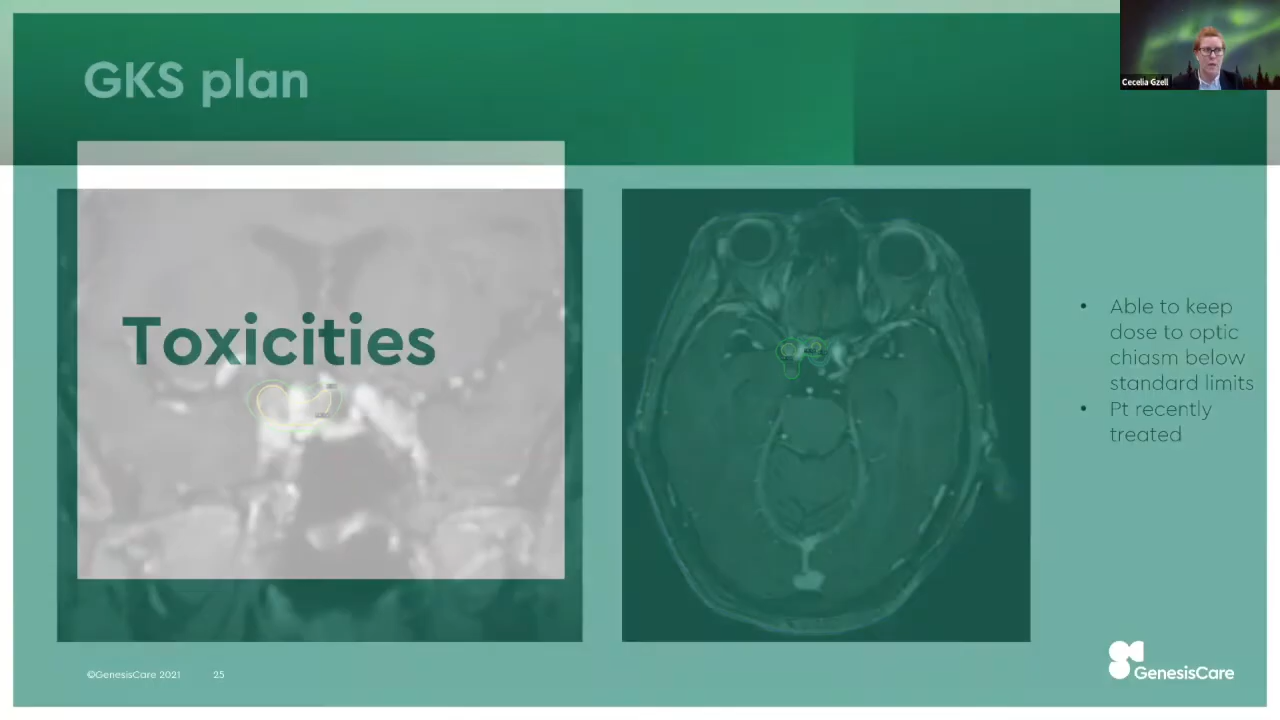 GKS plan
Cecelia Gzell
Toxicities
• Able to keep
dose to optic
chiasm below
standard limits
• Pt recently
treated
©GenesisCare 2021 25
GenesisCare